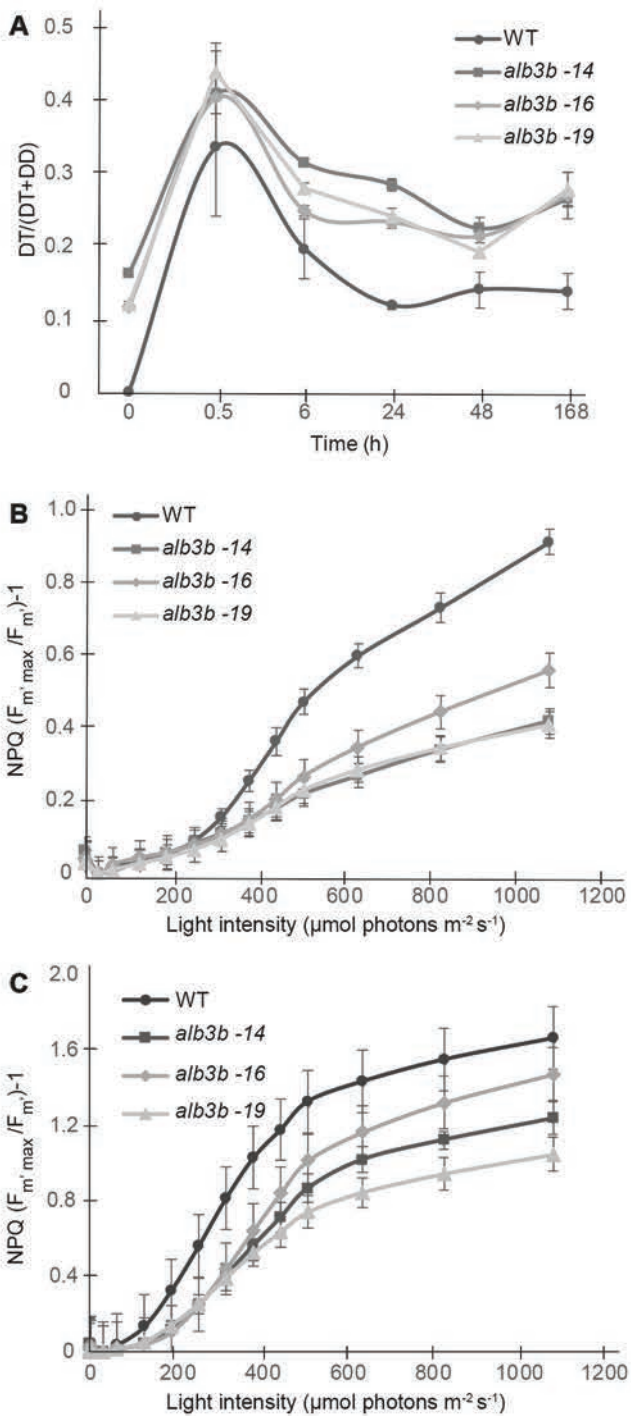 A
0.5
0.4
0.3
0.2
0.1
0
DT/(DT+DD)
WT
alb3b -14
alb3b -16
alb3b -19
0 0.5 6 24 48 168
Time (h)
B
1.0
0.8
0.6
0.4
0.2
0
NPQ (Fm' max /Fm')-1
WT
alb3b -14
alb3b -16
alb3b -19
0 200 400 600 800 1000 1200
Light intensity (µmol photons m⁻² s⁻¹)
C
2.0
1.6
1.2
0.8
0.4
0
NPQ (Fm' max /Fm')-1
WT
alb3b -14
alb3b -16
alb3b -19
0 200 400 600 800 1000 1200
Light intensity (µmol photons m⁻² s⁻¹)